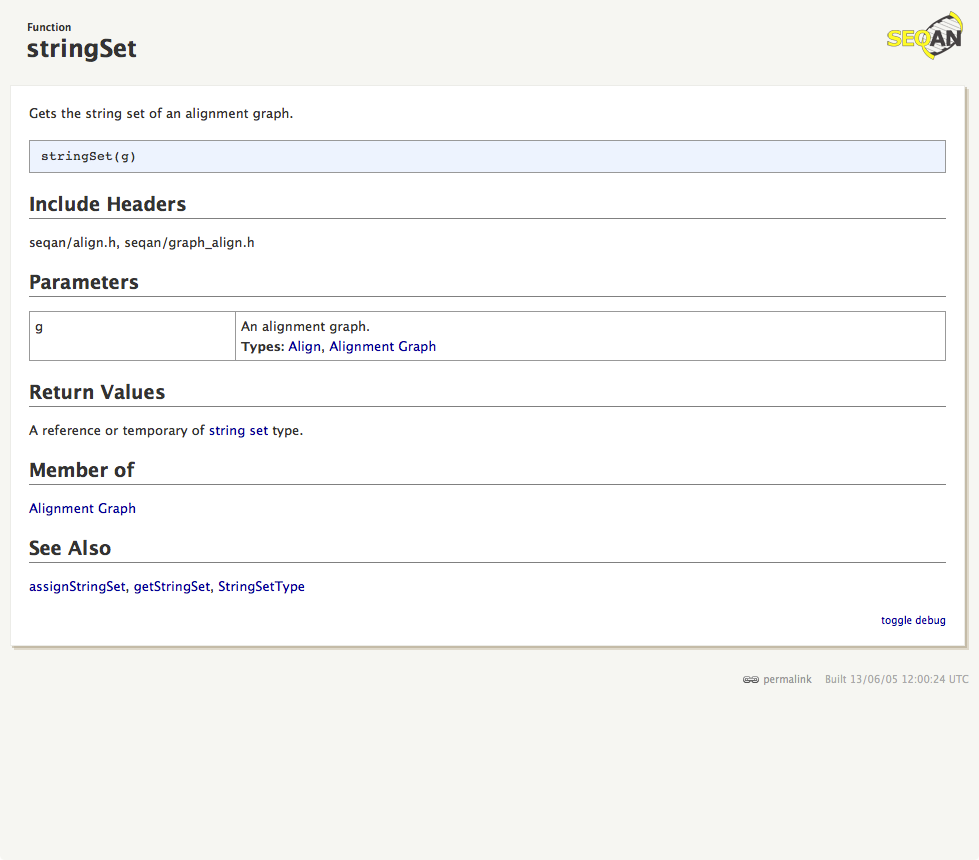 Function
stringSet
SEQAN
Gets the string set of an alignment graph.
stringSet(g)
Include Headers
seqan/align.h, seqan/graph_align.h
Parameters
g
An alignment graph.
Types: Align, Alignment Graph
Return Values
A reference or temporary of string set type.
Member of
Alignment Graph
See Also
assignStringSet, getStringSet, StringSetType
toggle debug
permalink Built 13/06/05 12:00:24 UTC